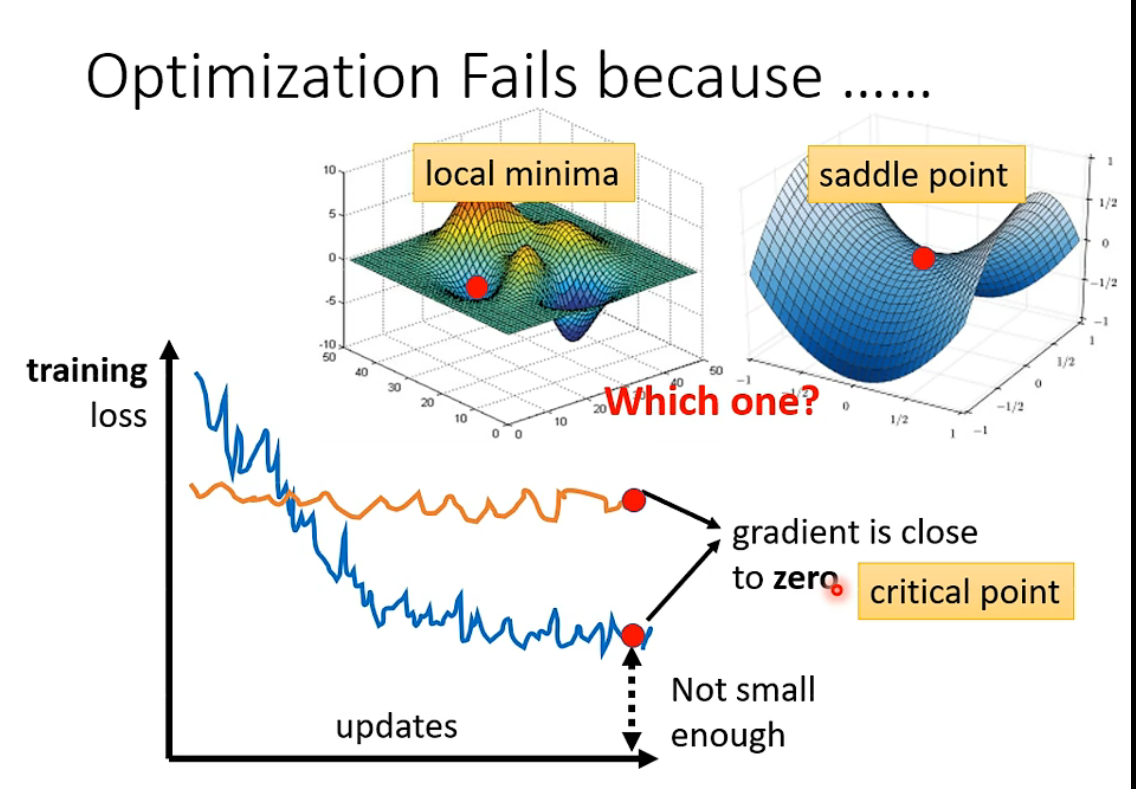 Optimization Fails because ......
local minima
saddle point
10
5
0
-5
-10
50
40
30
20
10
0
0
10
20
30
40
50
1
1/2
0
-1/2
-1
-1
-1/2
0
1/2
1
-1
-1/2
0
1/2
1
Which one?
training
loss
gradient is close
to zero
critical point
Not small
enough
updates